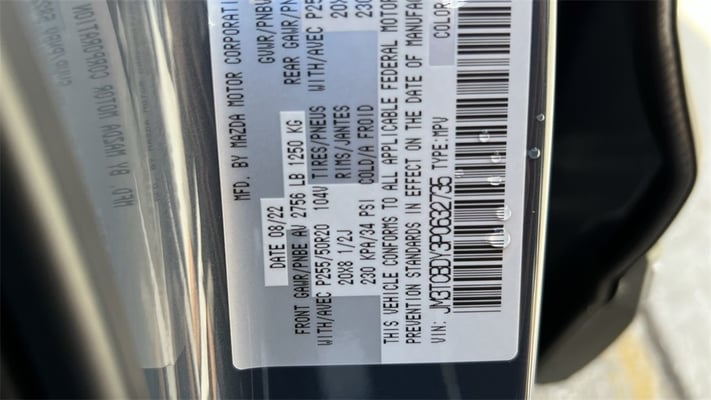 MFD. BY MAZDA MOTOR CORPORATI
DATE 08/22 GVWR/PNBV
FRONT GAWR/PNBE AV 2756 LB 1250 KG REAR GAWR/PN
WITH/AVEC P255/50R20 104V TIRES/PNEUS WITH/AVEC P25
20X8 1/2J RIMS/JANTES 20X
230 KPA/34 PSI COLD/A FROID 230
THIS VEHICLE CONFORMS TO ALL APPLICABLE FEDERAL MOTOR
PREVENTION STANDARDS IN EFFECT ON THE DATE OF MANUFA
VIN: JM3TCBDY3P0632735 TYPE:MPV COLOR